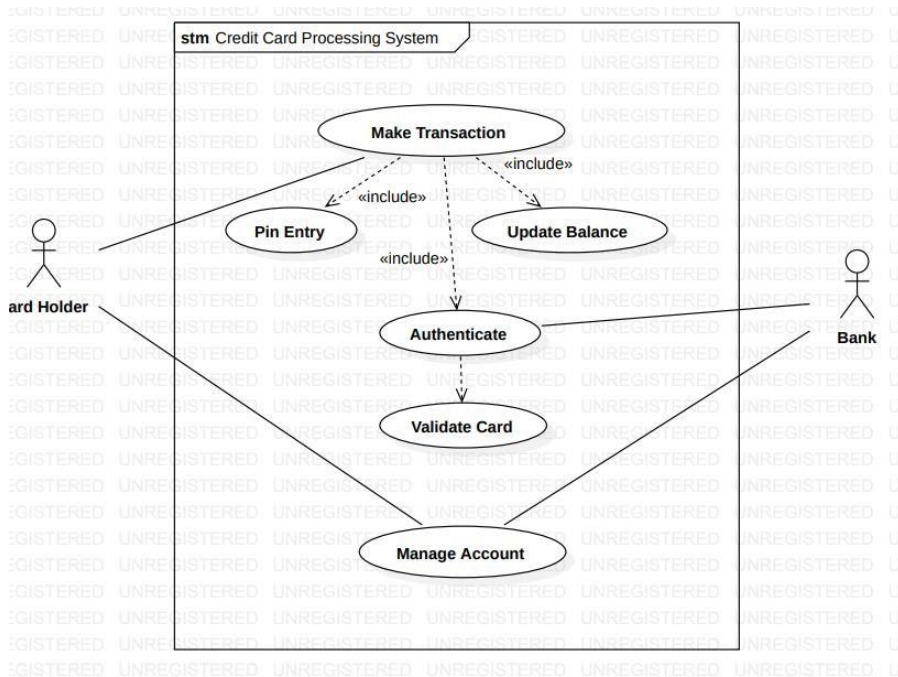 stm Credit Card Processing System
Make Transaction
«include»
«include»
Pin Entry
Update Balance
«include»
ard Holder
Authenticate
Bank
Validate Card
Manage Account
UNREGISTERED